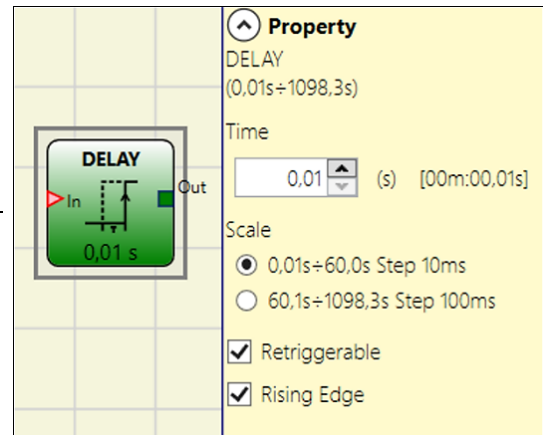 DELAY
In
Out
0,01 s
Property
DELAY
(0,01s÷1098,3s)
Time
0,01 (s) [00m:00,01s]
Scale
0,01s÷60,0s Step 10ms
60,1s÷1098,3s Step 100ms
Retriggerable
Rising Edge